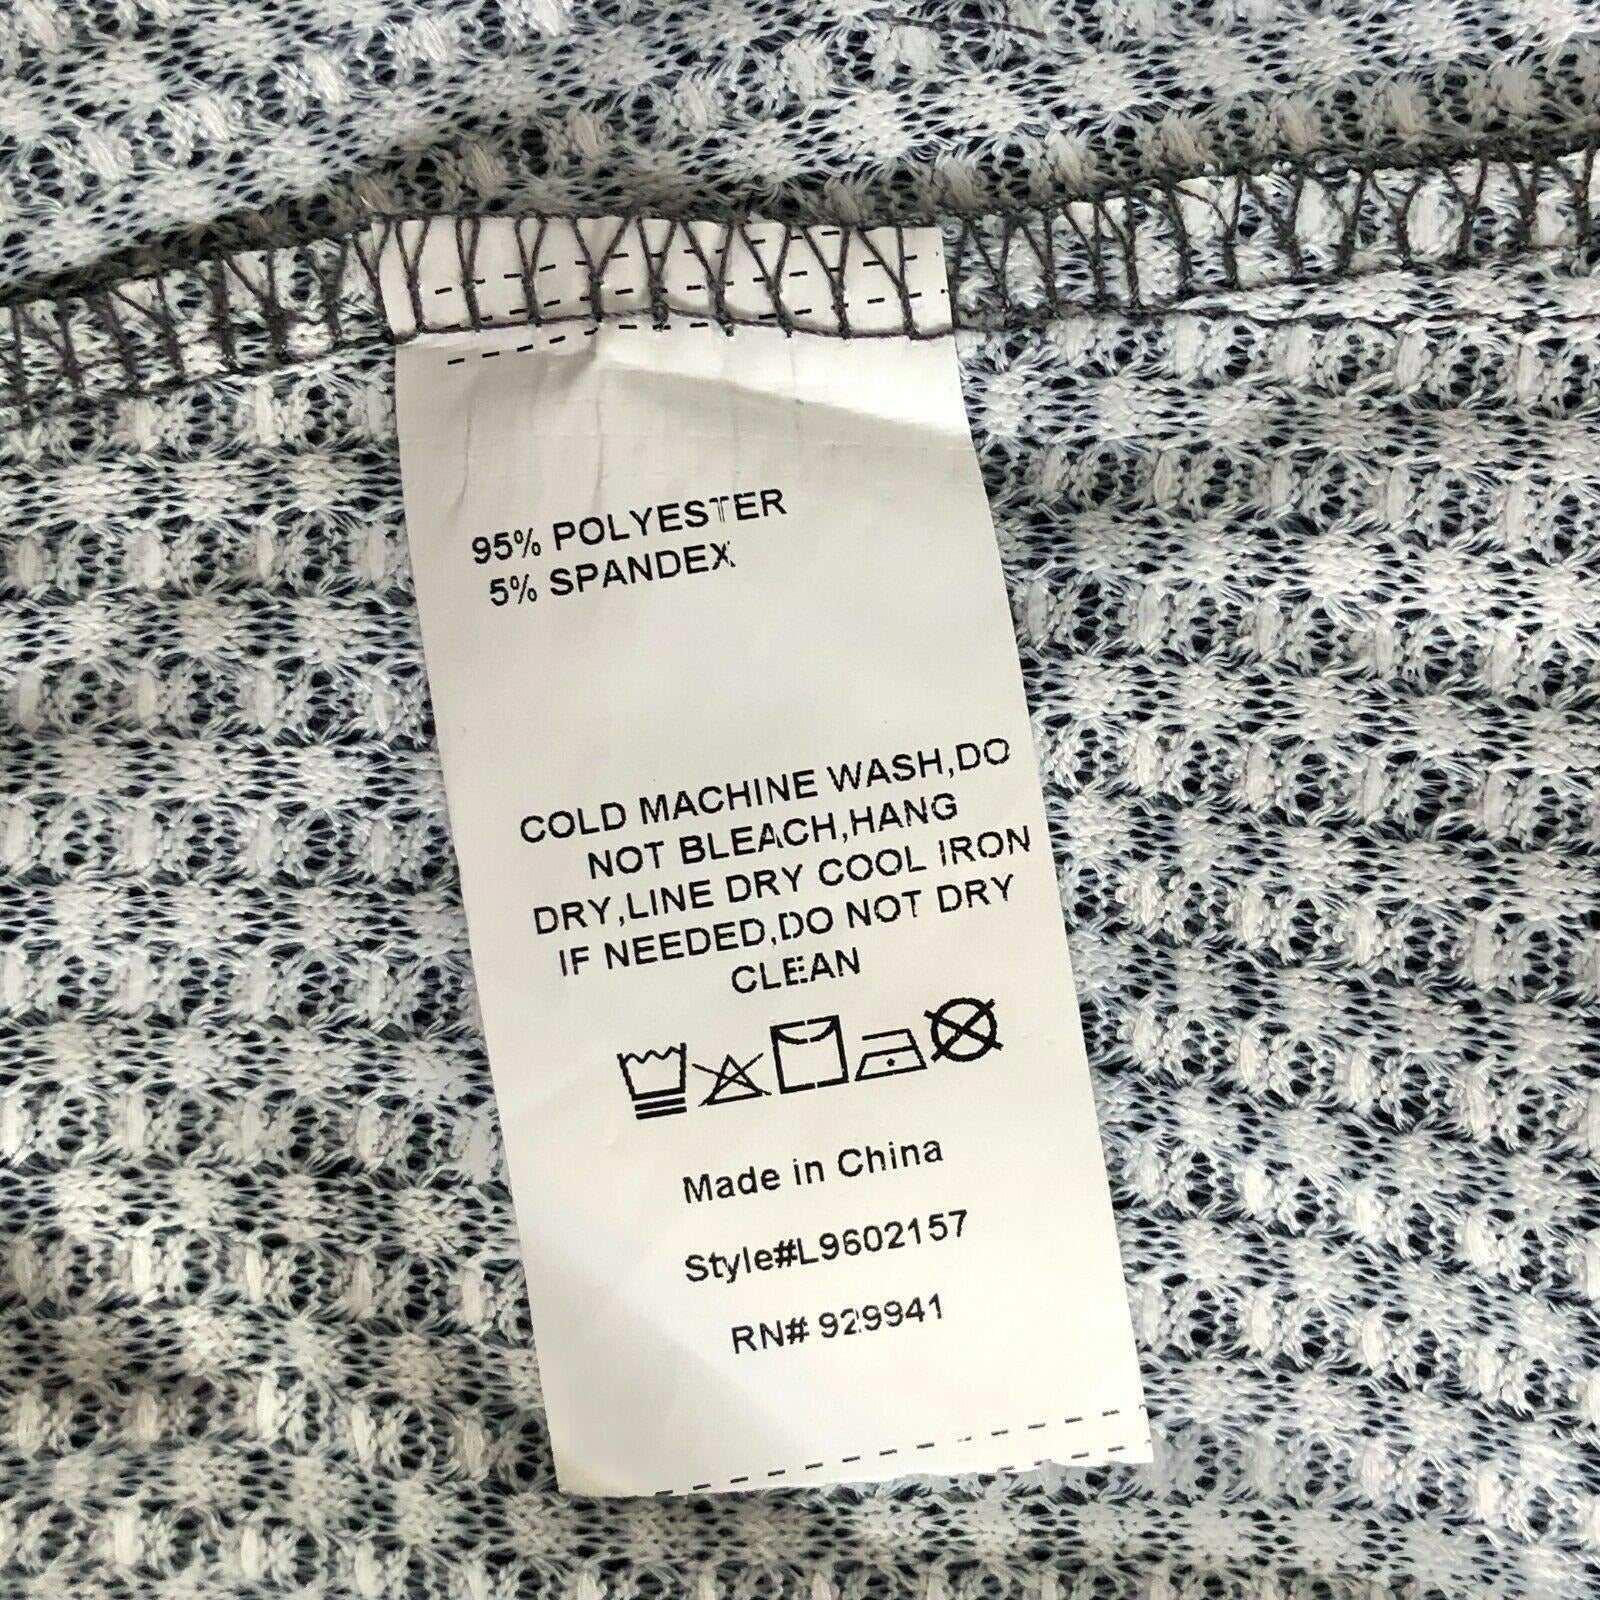 95% POLYESTER
5% SPANDEX
COLD MACHINE WASH,DO
NOT BLEACH,HANG
DRY,LINE DRY COOL IRON
IF NEEDED,DO NOT DRY
CLEAN
Made in China
Style#L9602157
RN# 929941